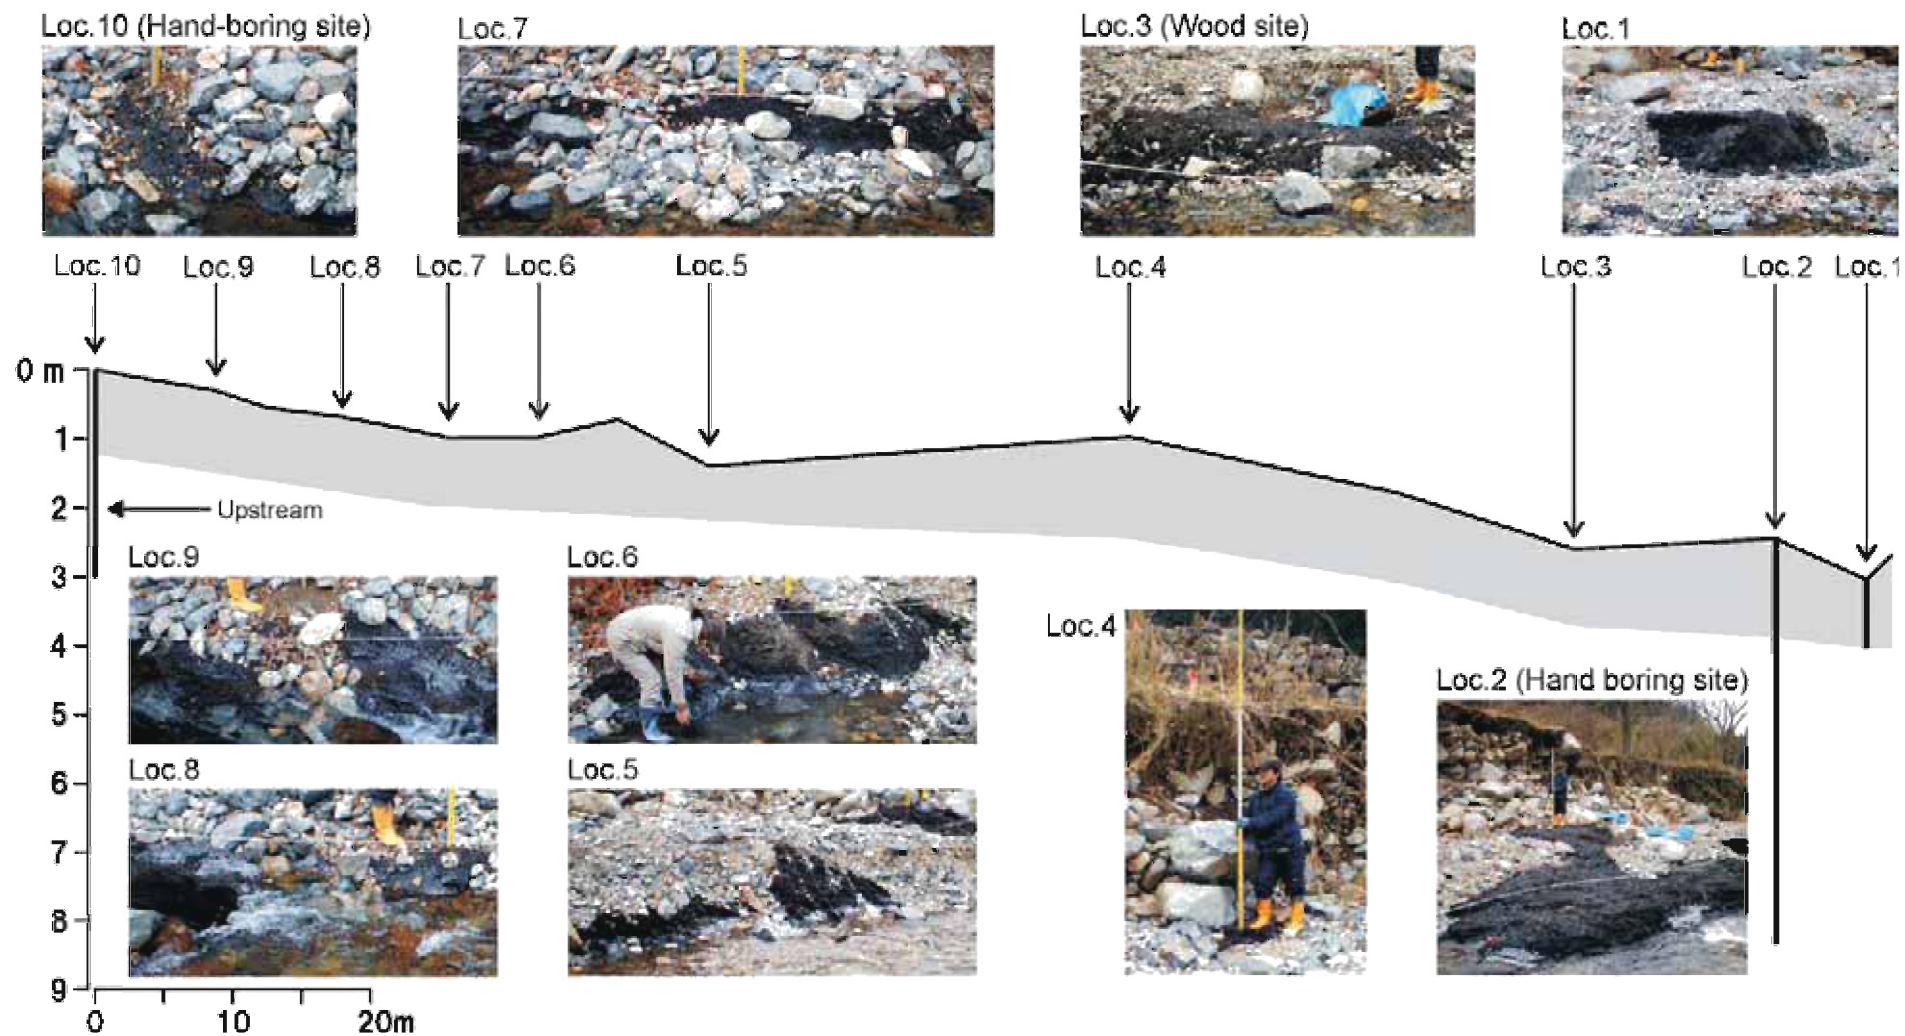 Loc.10 (Hand-boring site)
Loc.7
Loc.3 (Wood site)
Loc.1
Loc.10
Loc.9
Loc.8
Loc.7
Loc.6
Loc.5
Loc.4
Loc.3
Loc.2
Loc.1
0 m
1
2
Upstream
3
Loc.9
Loc.6
4
Loc.4
5
Loc.2 (Hand boring site)
Loc.8
Loc.5
6
7
8
9
0
10
20m